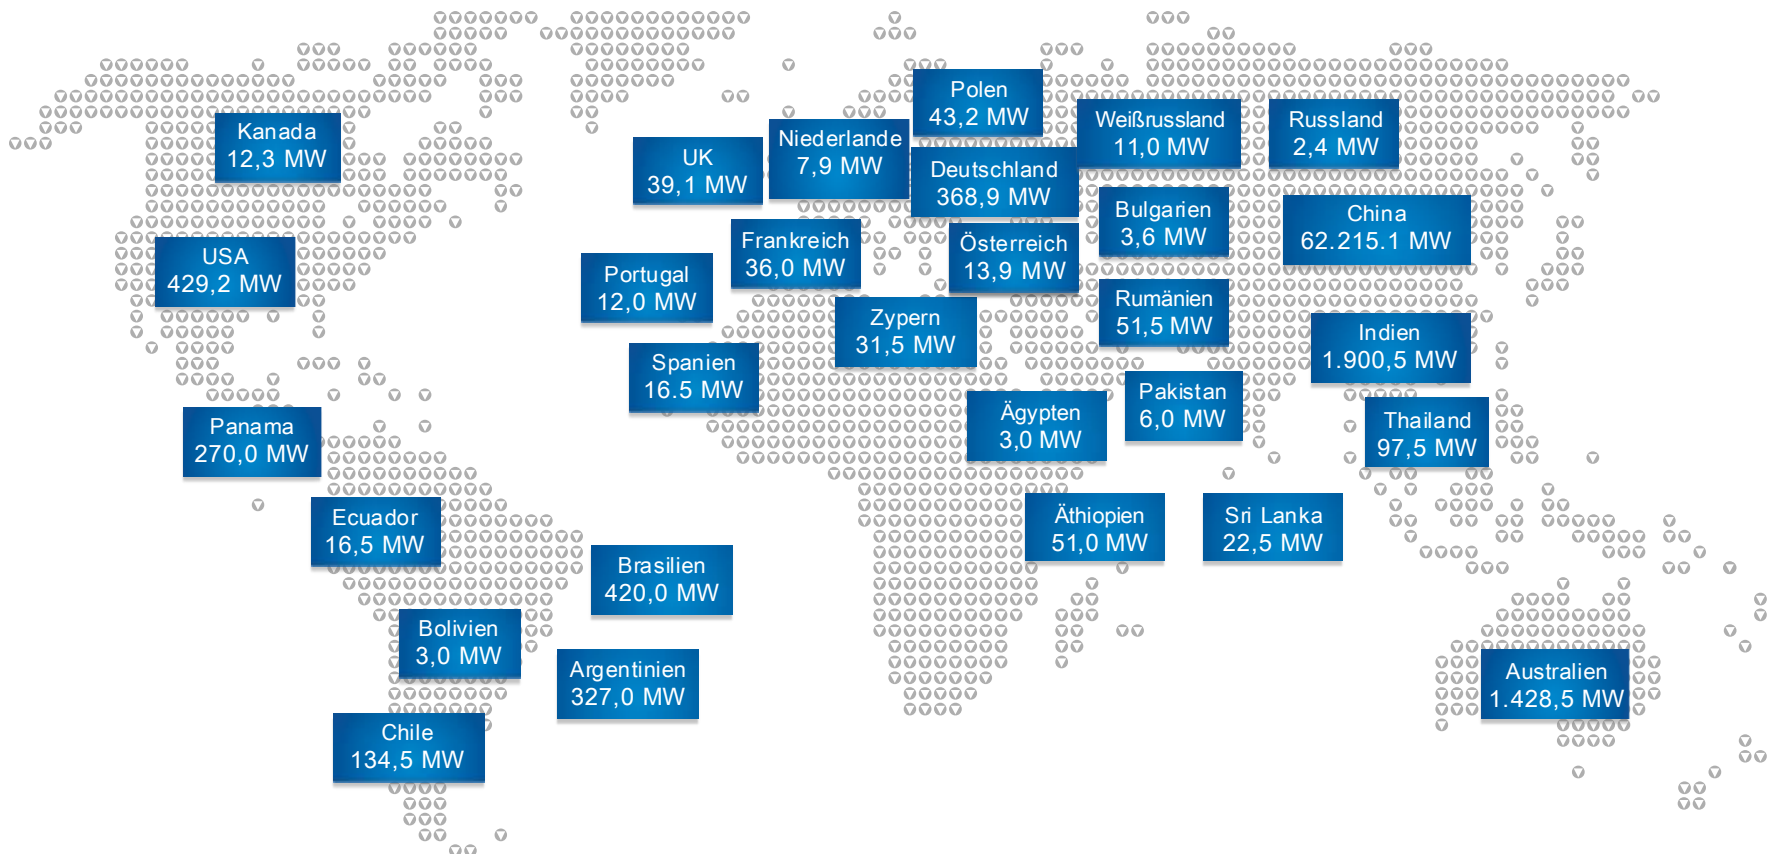 Polen
43,2 MW
Kanada
12,3 MW
Weißrussland
11,0 MW
Russland
2,4 MW
Niederlande
7,9 MW
UK
39,1 MW
Deutschland
368,9 MW
Bulgarien
3,6 MW
China
62.215.1 MW
Frankreich
36,0 MW
Österreich
13,9 MW
USA
429,2 MW
Portugal
12,0 MW
Rumänien
51,5 MW
Zypern
31,5 MW
Indien
1.900,5 MW
Spanien
16.5 MW
Pakistan
6,0 MW
Ägypten
3,0 MW
Thailand
97,5 MW
Panama
270,0 MW
Ecuador
16,5 MW
Äthiopien
51,0 MW
Sri Lanka
22,5 MW
Brasilien
420,0 MW
Bolivien
3,0 MW
Argentinien
327,0 MW
Australien
1.428,5 MW
Chile
134,5 MW